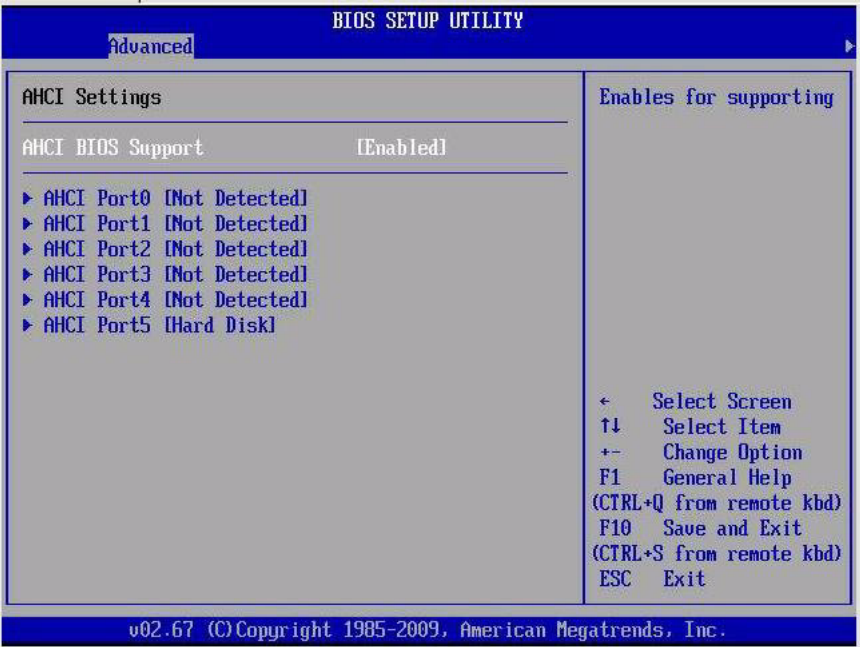 BIOS SETUP UTILITY
Advanced
AHCI Settings
AHCI BIOS Support [Enabled]
AHCI Port0 [Not Detected]
AHCI Port1 [Not Detected]
AHCI Port2 [Not Detected]
AHCI Port3 [Not Detected]
AHCI Port4 [Not Detected]
AHCI Port5 [Hard Disk]
Enables for supporting
← Select Screen
↑↓ Select Item
+- Change Option
F1 General Help
(CTRL+Q from remote kbd)
F10 Save and Exit
(CTRL+S from remote kbd)
ESC Exit
v02.67 (C)Copyright 1985-2009, American Megatrends, Inc.